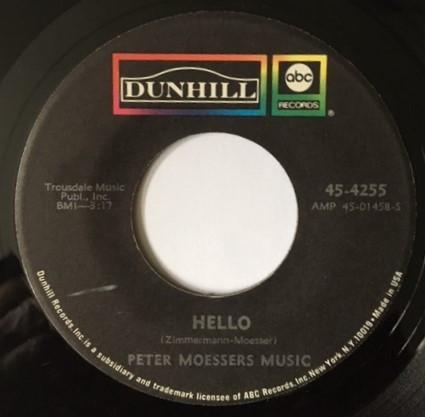 DUNHILL
abc
RECORDS
®
Trousdale Music
Publ., Inc.
BMI—3:17
45-4255
AMP 45-01458-S
HELLO
(Zimmermann-Moesser)
PETER MOESSERS MUSIC
Dunhill Records, Inc. is a subsidiary and trademark licensee of ABC Records, Inc. New York, N.Y. 10019 • Made in USA